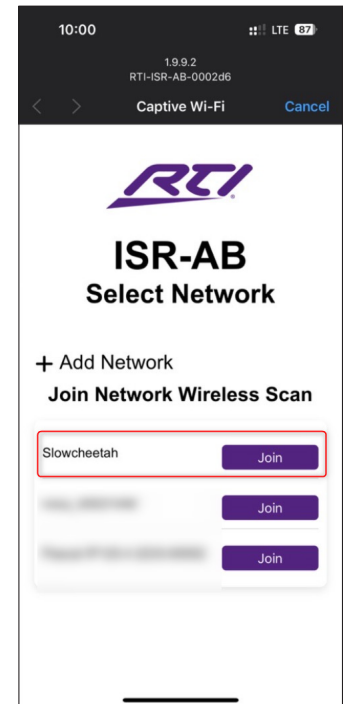 10:00 LTE 87
1.9.9.2
RTI-ISR-AB-0002d6
< > Captive Wi-Fi Cancel
RTI
ISR-AB
Select Network
+ Add Network
Join Network Wireless Scan
Slowcheetah Join
Join
Join